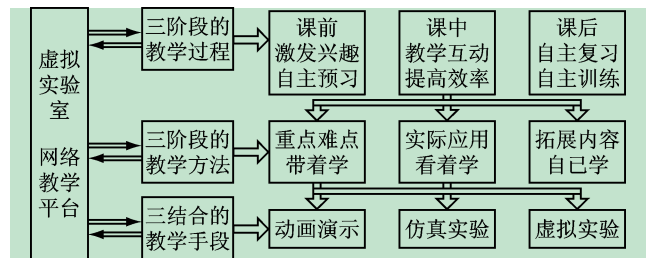 虚拟
实验
室
网络
教学
平台
三阶段的
教学过程
课前
激发兴趣
自主预习
课中
教学互动
提高效率
课后
自主复习
自主训练
三阶段的
教学方法
重点难点
带着学
实际应用
看着学
拓展内容
自已学
三结合的
教学手段
动画演示
仿真实验
虚拟实验